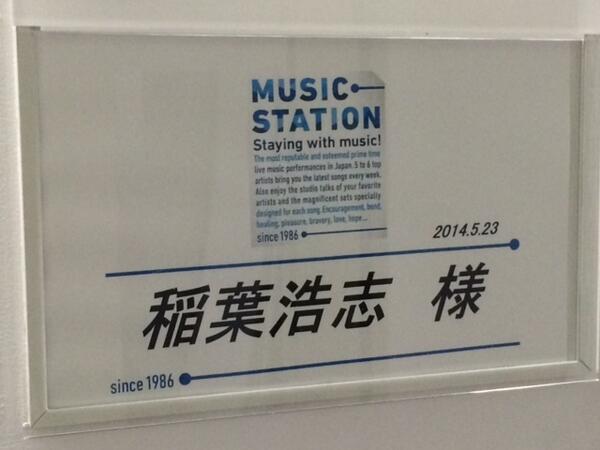 MUSIC
STATION
Staying with music!
The most reputable and esteemed prime time
live music performances in Japan. 5 to 6 top
artists bring you the latest songs every week.
Also enjoy the studio talks of your favorite
artists and the magnificent sets specially
designed for each song. Encouragement, bond,
healing, pleasure, bravery, love, hope...
since 1986
2014.5.23
稲葉浩志 様
since 1986